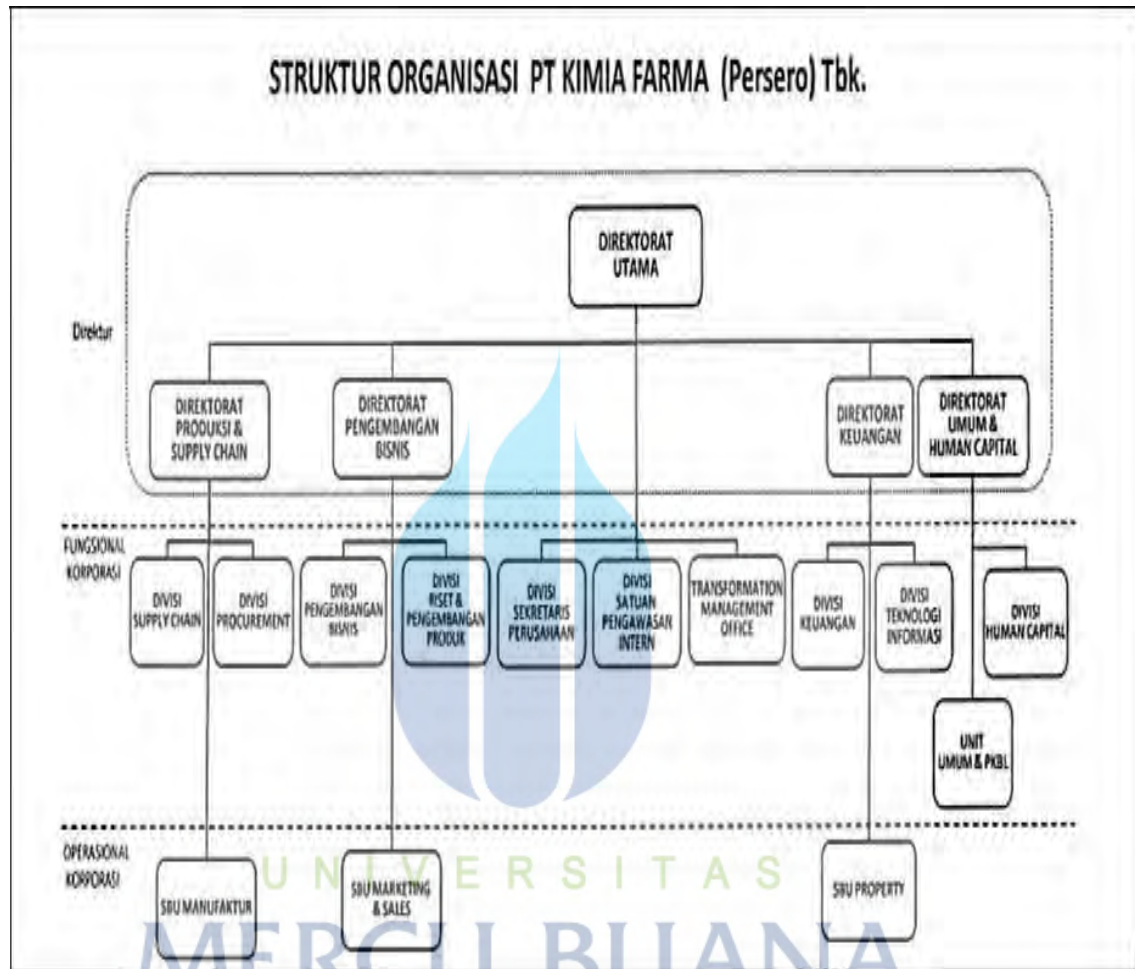 STRUKTUR ORGANISASI PT KIMIA FARMA (Persero) Tbk.
DIREKTORAT
UTAMA
Direktur
DIREKTORAT
PRODUKSI &
SUPPLY CHAIN
DIREKTORAT
PENGEMBANGAN
BISNIS
DIREKTORAT
KEUANGAN
DIREKTORAT
UMUM &
HUMAN CAPITAL
FUNGSIONAL
KORPORASI
DIVISI
SUPPLY CHAIN
DIVISI
PROCUREMENT
DIVISI
PENGEMBANGAN
BISNIS
DIVISI
RISET &
PENGEMBANGAN
PRODUK
DIVISI
SEKRETARIS
PERUSAHAAN
DIVISI
SATUAN
PENGAWASAN
INTERN
TRANSFORMATION
MANAGEMENT
OFFICE
DIVISI
KEUANGAN
DIVISI
TEKNOLOGI
INFORMASI
DIVISI
HUMAN CAPITAL
UNIT
UMUM & PKBL
OPERASIONAL
KORPORASI
SBU MANUFAKTUR
SBU MARKETING
& SALES
SBU PROPERTY
UNIVERSITAS
MERCU BUANA